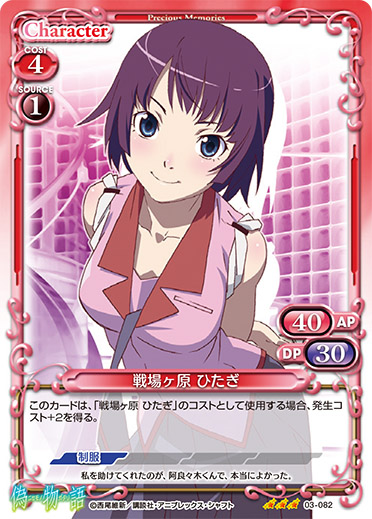 Precious Memories
Character
COST
4
SOURCE
1
40 AP
DP 30
戦場ヶ原 ひたぎ
このカードは、「戦場ヶ原 ひたぎ」のコストとして使用する場合、発生コ
スト+2を得る。
制服
私を助けてくれたのが、阿良々木くんで、本当によかった。
偽物語
©西尾維新／講談社・アニプレックス・シャフト
03-082